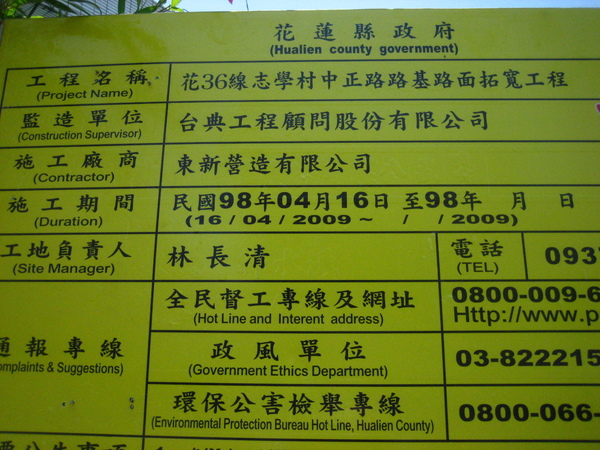 花蓮縣政府
(Hualien county government)
工程名稱 花36線志學村中正路路基路面拓寬工程
(Project Name)
監造單位 台典工程顧問股份有限公司
(Construction Supervisor)
施工廠商 東新營造有限公司
(Contractor)
施工期間 民國98年04月16日 至98年 月 日
(Duration) (16 / 04 / 2009 ~ / / 2009)
工地負責人 林長清 電話 093
(Site Manager) (TEL)
全民督工專線及網址 0800-009-6
(Hot Line and Interent address) Http://www.p
通報專線 政風單位 03-822215
(Complaints & Suggestions) (Government Ethics Department)
環保公害檢舉專線 0800-066-
(Environmental Protection Bureau Hot Line, Hualien County)